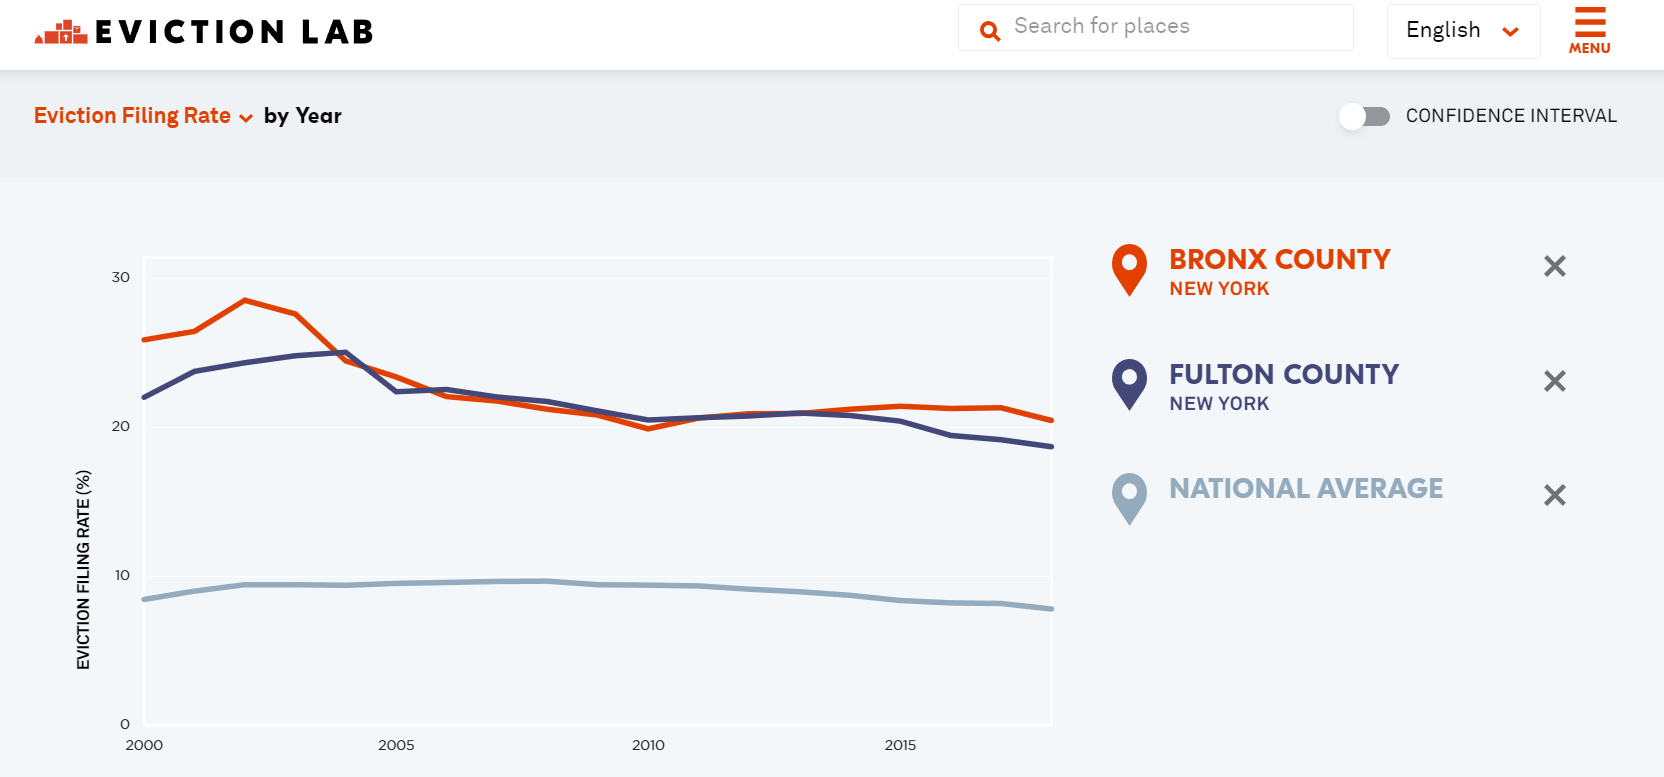 EVICTION LAB
Search for places
English
MENU
Eviction Filing Rate by Year
CONFIDENCE INTERVAL
BRONX COUNTY
NEW YORK
FULTON COUNTY
NEW YORK
NATIONAL AVERAGE
EVICTION FILING RATE (%)
30
20
10
0
2000 2005 2010 2015